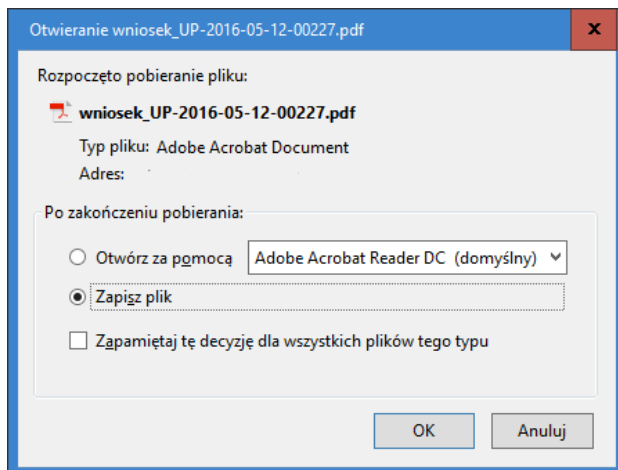 Otwieranie wniosek_UP-2016-05-12-00227.pdf
x
Rozpoczęto pobieranie pliku:
wniosek_UP-2016-05-12-00227.pdf
Typ pliku: Adobe Acrobat Document
Adres:
Po zakończeniu pobierania:
Otwórz za pomocą Adobe Acrobat Reader DC (domyślny)
Zapisz plik
Zapamiętaj tę decyzję dla wszystkich plików tego typu
OK Anuluj